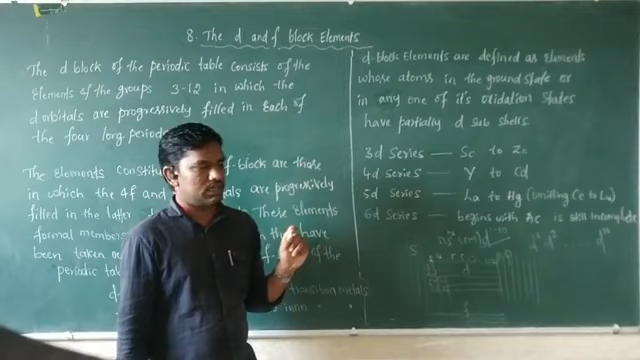 8. The d and f block Elements
The d block of the periodic table consists of the
Elements of the groups 3-12 in which the
d orbitals are progressively filled in each of
the four long periods
The Elements f-block are those
in which the 4f and are progressively
filled in the latter These Elements
formal members have
been taken of the
periodic
transition metals
d-block Elements are defined as Elements
whose atoms in the ground state or
in any one of it's oxidation states
have partially d sub shells.
3d Series — Sc to Zn
4d Series — Y to Cd
5d Series — La to Hg (omitting Ce to Lu)
6d Series — begins with Ac is still incomplete